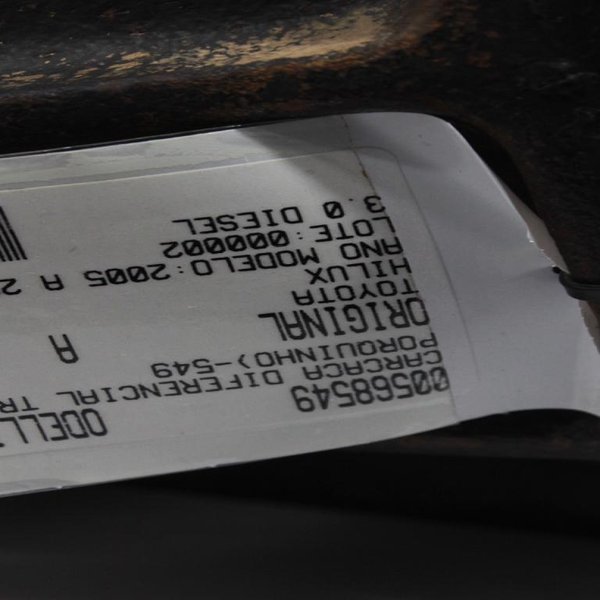 00568549
CARCACA DIFERENCIAL TR
PORQUINHO)-549
ORIGINAL
A
TOYOTA
HILUX
ANO MODELO:2005 A 2
LOTE:000002
3.0 DIESEL